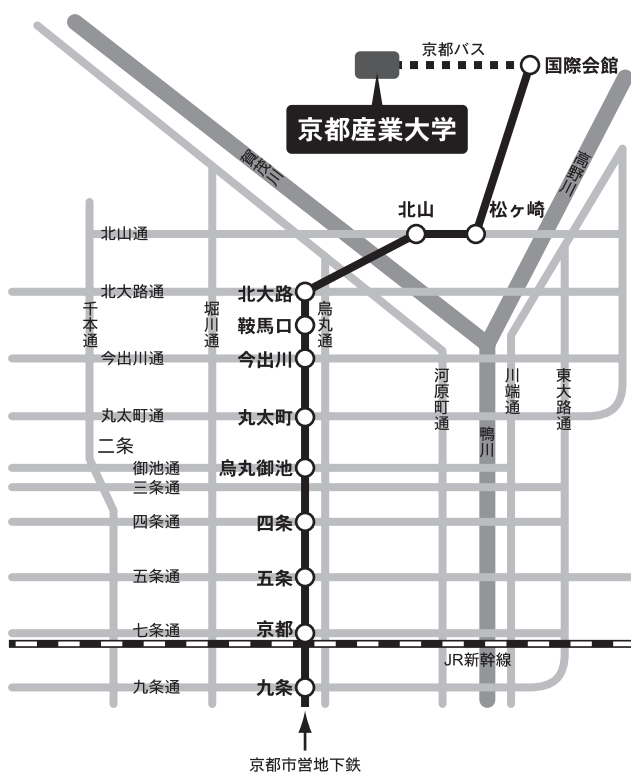 京都バス
国際会館
京都産業大学
賀茂川
高野川
北山
松ヶ崎
北山通
北大路通
北大路
千本通
堀川通
烏丸通
鞍馬口
今出川通
今出川
河原町通
川端通
東大路通
丸太町通
丸太町
鴨川
二条
御池通
烏丸御池
三条通
四条通
四条
五条通
五条
七条通
京都
JR新幹線
九条通
九条
京都市営地下鉄